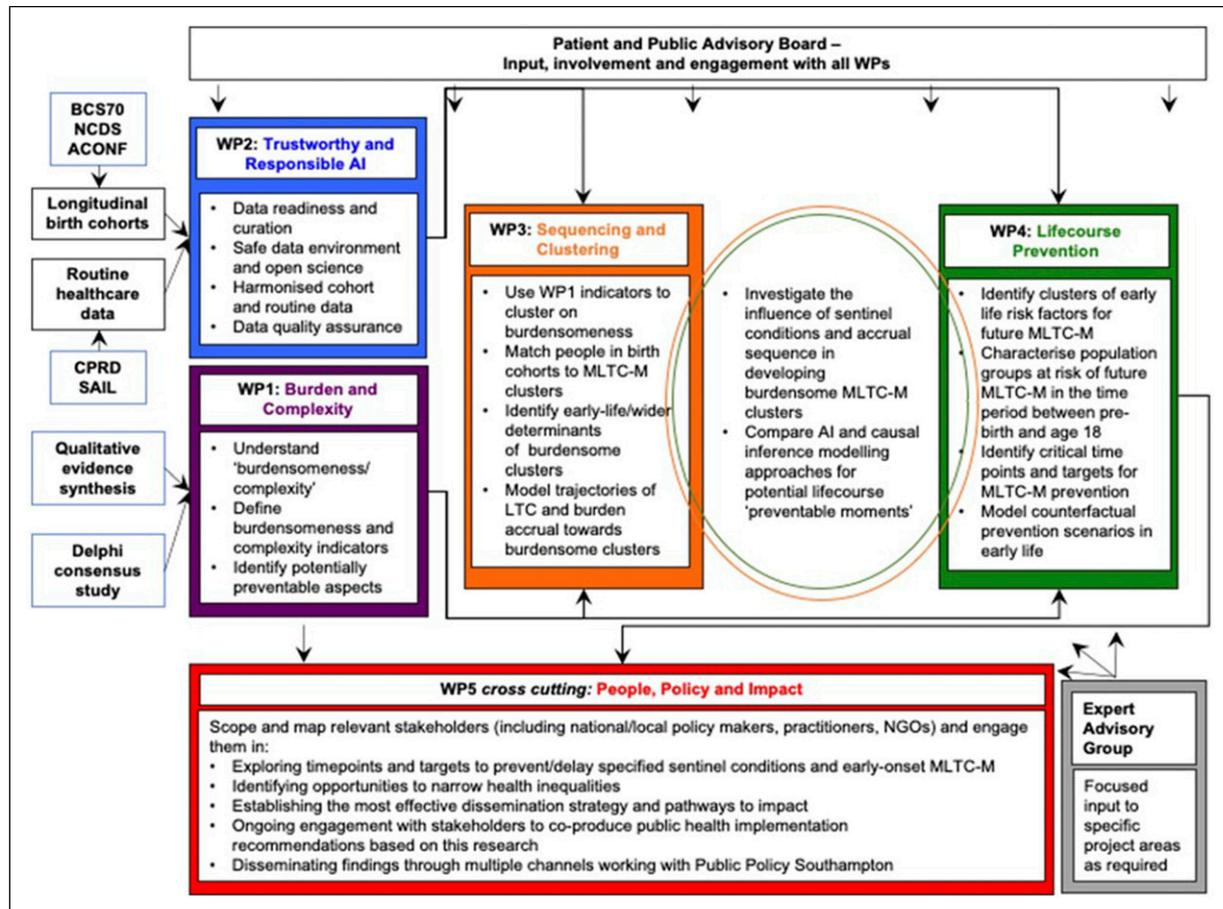 Patient and Public Advisory Board –
Input, involvement and engagement with all WPs
BCS70
NCDS
ACONF
Longitudinal
birth cohorts
Routine
healthcare
data
CPRD
SAIL
Qualitative
evidence
synthesis
Delphi
consensus
study
WP2: Trustworthy and
Responsible AI
• Data readiness and
curation
• Safe data environment
and open science
• Harmonised cohort
and routine data
• Data quality assurance
WP1: Burden and
Complexity
• Understand
‘burdensomeness/
complexity’
• Define
burdensomeness and
complexity indicators
• Identify potentially
preventable aspects
WP3: Sequencing and
Clustering
• Use WP1 indicators to
cluster on
burdensomeness
• Match people in birth
cohorts to MLTC-M
clusters
• Identify early-life/wider
determinants
of burdensome
clusters
• Model trajectories of
LTC and burden
accrual towards
burdensome clusters
• Investigate the
influence of sentinel
conditions and accrual
sequence in
developing
burdensome MLTC-M
clusters
• Compare AI and causal
inference modelling
approaches for
potential lifecourse
‘preventable moments’
WP4: Lifecourse
Prevention
• Identify clusters of early
life risk factors for
future MLTC-M
• Characterise population
groups at risk of future
MLTC-M in the time
period between pre-
birth and age 18
• Identify critical time
points and targets for
MLTC-M prevention
• Model counterfactual
prevention scenarios in
early life
WP5 cross cutting: People, Policy and Impact
Scope and map relevant stakeholders (including national/local policy makers, practitioners, NGOs) and engage
them in:
• Exploring timepoints and targets to prevent/delay specified sentinel conditions and early-onset MLTC-M
• Identifying opportunities to narrow health inequalities
• Establishing the most effective dissemination strategy and pathways to impact
• Ongoing engagement with stakeholders to co-produce public health implementation
recommendations based on this research
• Disseminating findings through multiple channels working with Public Policy Southampton
Expert
Advisory
Group
Focused
input to
specific
project areas
as required